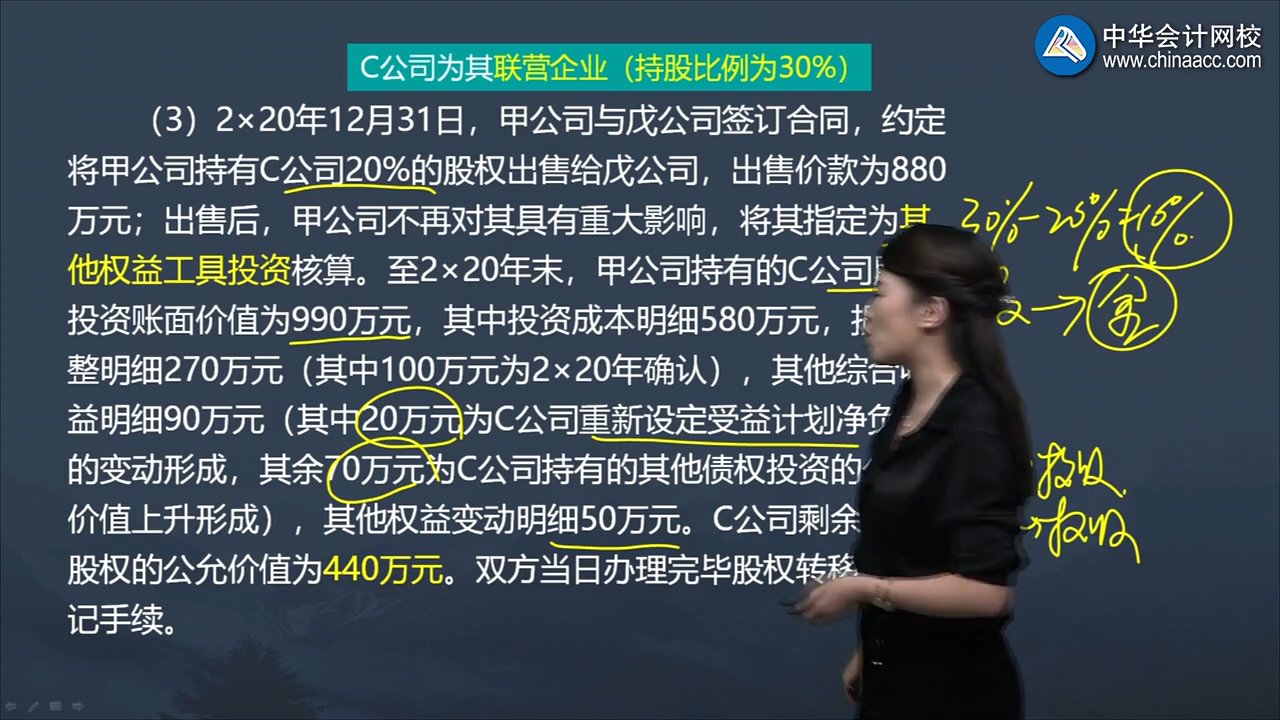 中华会计网校
www.chinaacc.com
C公司为其联营企业（持股比例为30%）
（3）2×20年12月31日，甲公司与戊公司签订合同，约定
将甲公司持有C公司20%的股权出售给戊公司，出售价款为880
万元；出售后，甲公司不再对其具有重大影响，将其指定为其
他权益工具投资核算。至2×20年末，甲公司持有的C公司
投资账面价值为990万元，其中投资成本明细580万元，
整明细270万元（其中100万元为2×20年确认），其他综合
益明细90万元（其中20万元为C公司重新设定受益计划净
的变动形成，其余70万元为C公司持有的其他债权投资的
价值上升形成），其他权益变动明细50万元。C公司剩余
股权的公允价值为440万元。双方当日办理完毕股权转移
记手续。
30%-20%=10%
→金
投收
→投收